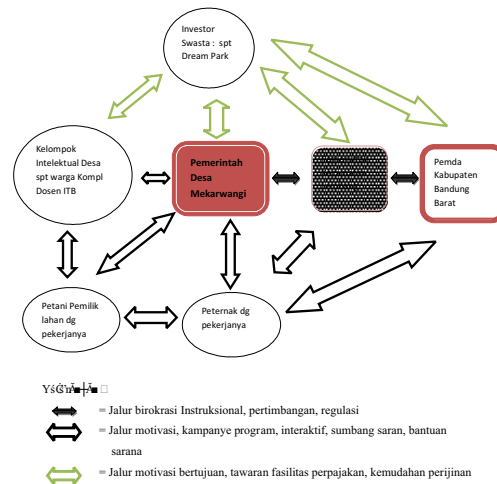 Investor
Swasta : spt
Dream Park
Kelompok
Intelektual Desa
spt warga Kompl
Dosen ITB
Pemerintah
Desa
Mekarwangi
Pemda
Kabupaten
Bandung
Barat
Petani Pemilik
lahan dg
pekerjanya
Peternak dg
pekerjanya
= Jalur birokrasi Instruksional, pertimbangan, regulasi
= Jalur motivasi, kampanye program, interaktif, sumbang saran, bantuan
sarana
= Jalur motivasi bertujuan, tawaran fasilitas perpajakan, kemudahan perijinan